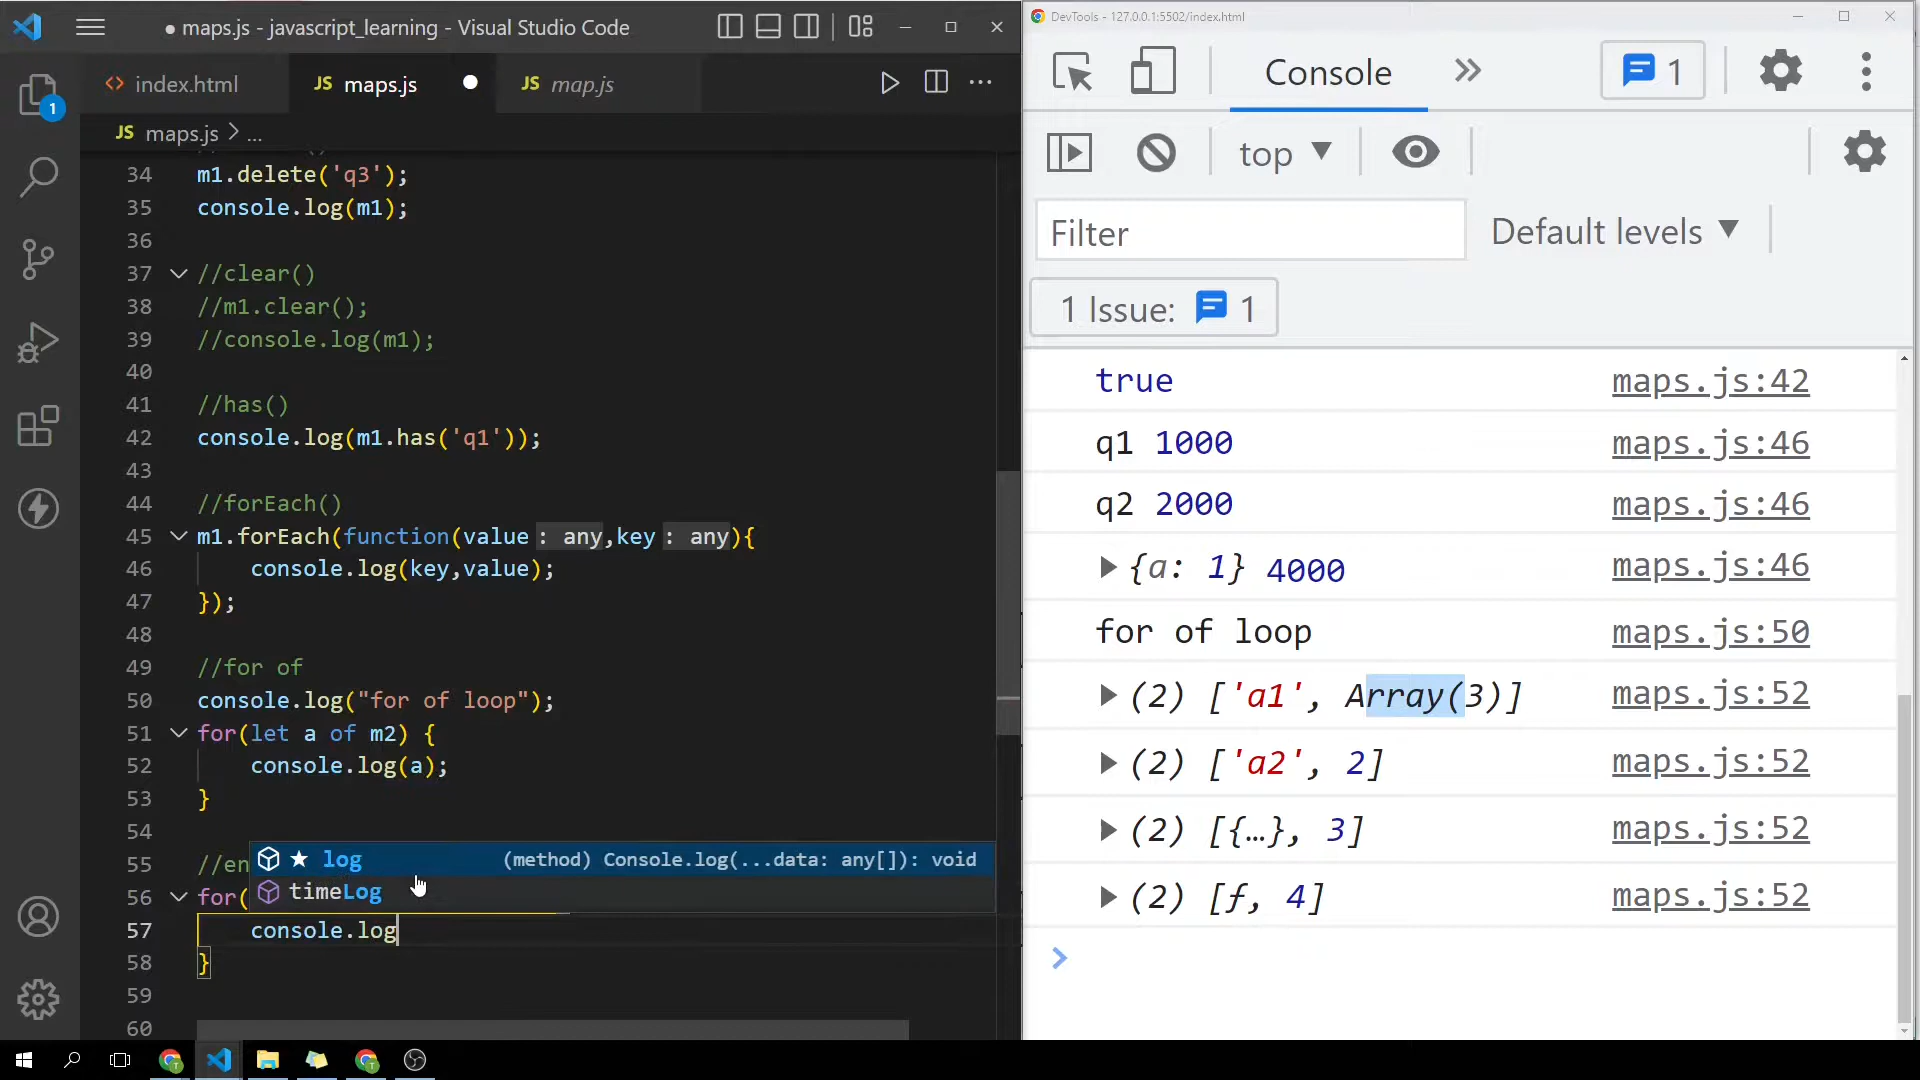 maps.js - javascript_learning - Visual Studio Code
index.html
JS maps.js
JS map.js
JS maps.js > ...
1
34 m1.delete('q3');
35 console.log(m1);
36
37 //clear()
38 //m1.clear();
39 //console.log(m1);
40
41 //has()
42 console.log(m1.has('q1'));
43
44 //forEach()
45 m1.forEach(function(value: any,key: any){
46 console.log(key,value);
47 });
48
49 //for of
50 console.log("for of loop");
51 for(let a of m2) {
52 console.log(a);
53 }
54
55 //en
56 for(
log (method) Console.log(...data: any[]): void
timeLog
57 console.log
58 }
59
60
DevTools - 127.0.0.1:5502/index.html
Console
1
top
Filter
Default levels
1 Issue: 1
true maps.js:42
q1 1000 maps.js:46
q2 2000 maps.js:46
{a: 1} 4000 maps.js:46
for of loop maps.js:50
(2) ['a1', Array(3)] maps.js:52
(2) ['a2', 2] maps.js:52
(2) [{…}, 3] maps.js:52
(2) [ƒ, 4] maps.js:52